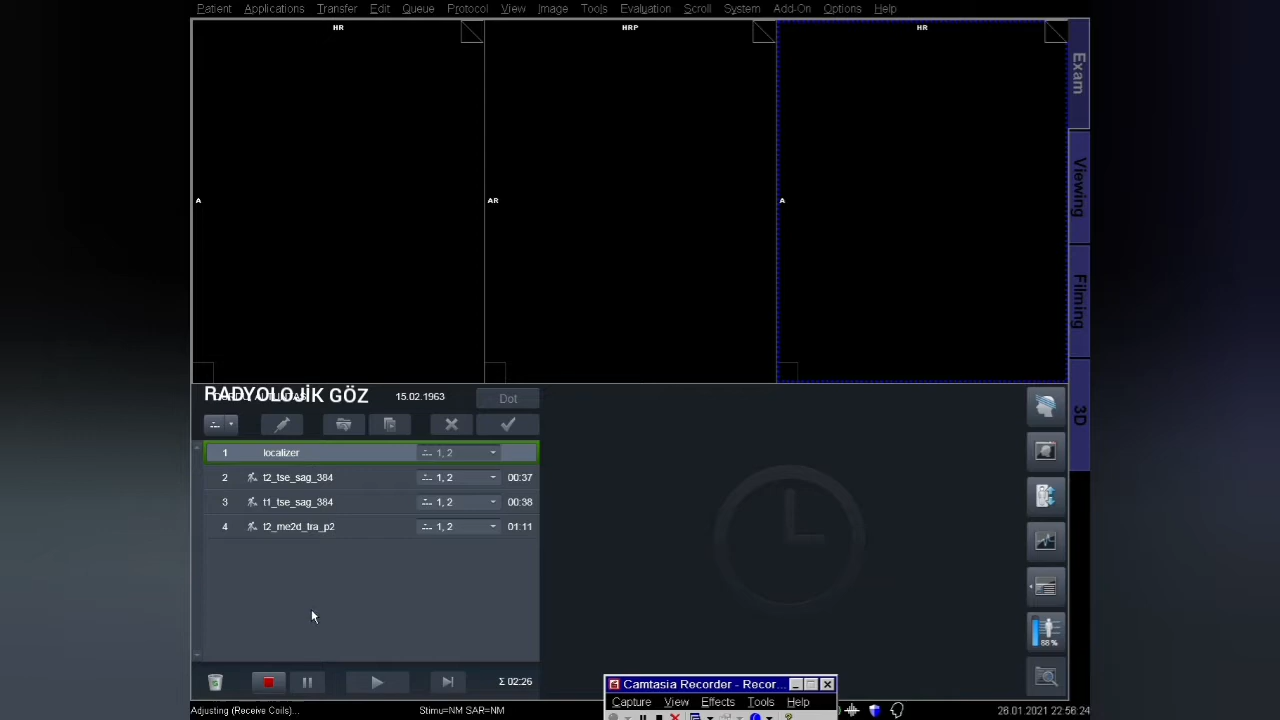 Patient Applications Transfer Edit Queue Protocol View Image Tools Evaluation Scroll System Add-On Options Help
HR HRP HR
A AR A
Exam
Viewing
Filming
3D
RADYOLOJİK GÖZ 15.02.1963 Dot
1 localizer 1, 2
2 t2_tse_sag_384 1, 2 00:37
3 t1_tse_sag_384 1, 2 00:38
4 t2_me2d_tra_p2 1, 2 01:11
88 %
Σ 02:26
Camtasia Recorder - Recor...
Capture View Effects Tools Help
Adjusting (Receive Coils)... Stimu=NM SAR=NM 28.01.2021 22:56:24